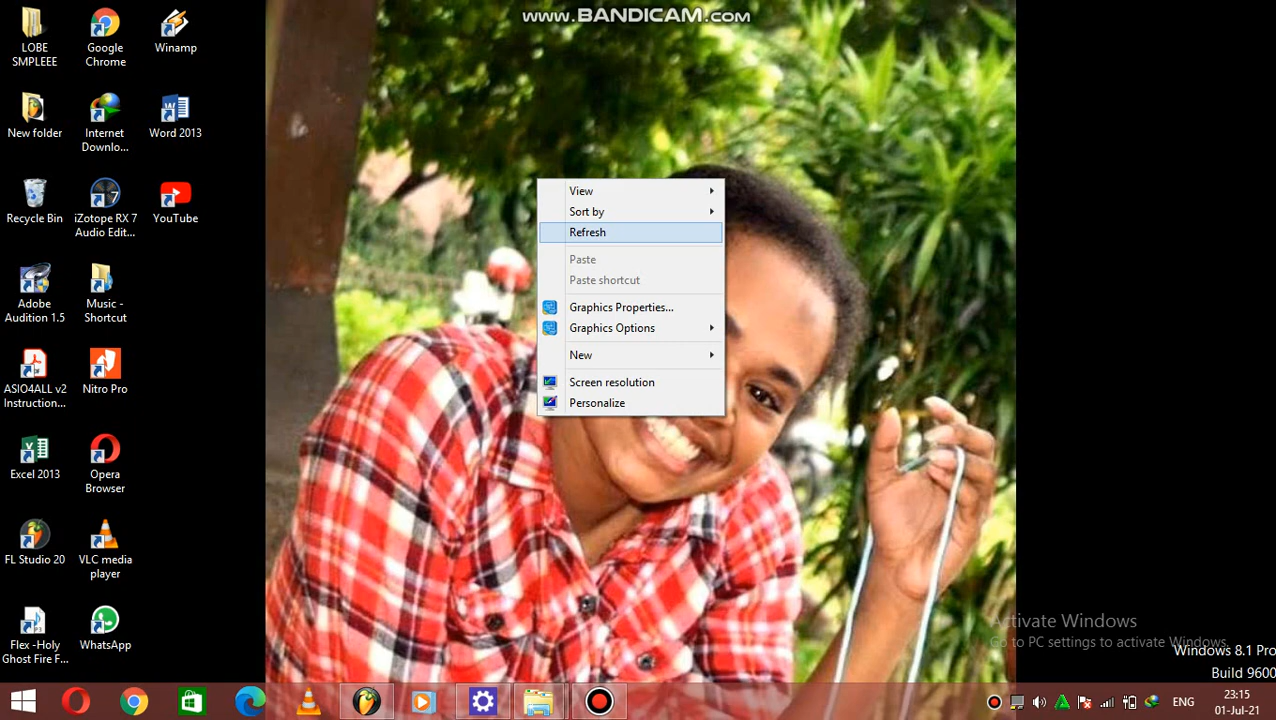 www.BANDICAM.com
LOBE
SMPLEEE
Google
Chrome
Winamp
New folder
Internet
Downlo...
Word 2013
Recycle Bin
iZotope RX 7
Audio Edit...
YouTube
Adobe
Audition 1.5
Music -
Shortcut
ASIO4ALL v2
Instruction...
Nitro Pro
Excel 2013
Opera
Browser
FL Studio 20
VLC media
player
Flex -Holy
Ghost Fire F...
WhatsApp
View
Sort by
Refresh
Paste
Paste shortcut
Graphics Properties...
Graphics Options
New
Screen resolution
Personalize
Activate Windows
Go to PC settings to activate Windows.
Windows 8.1 Pro
Build 9600
ENG
23:15
01-Jul-21